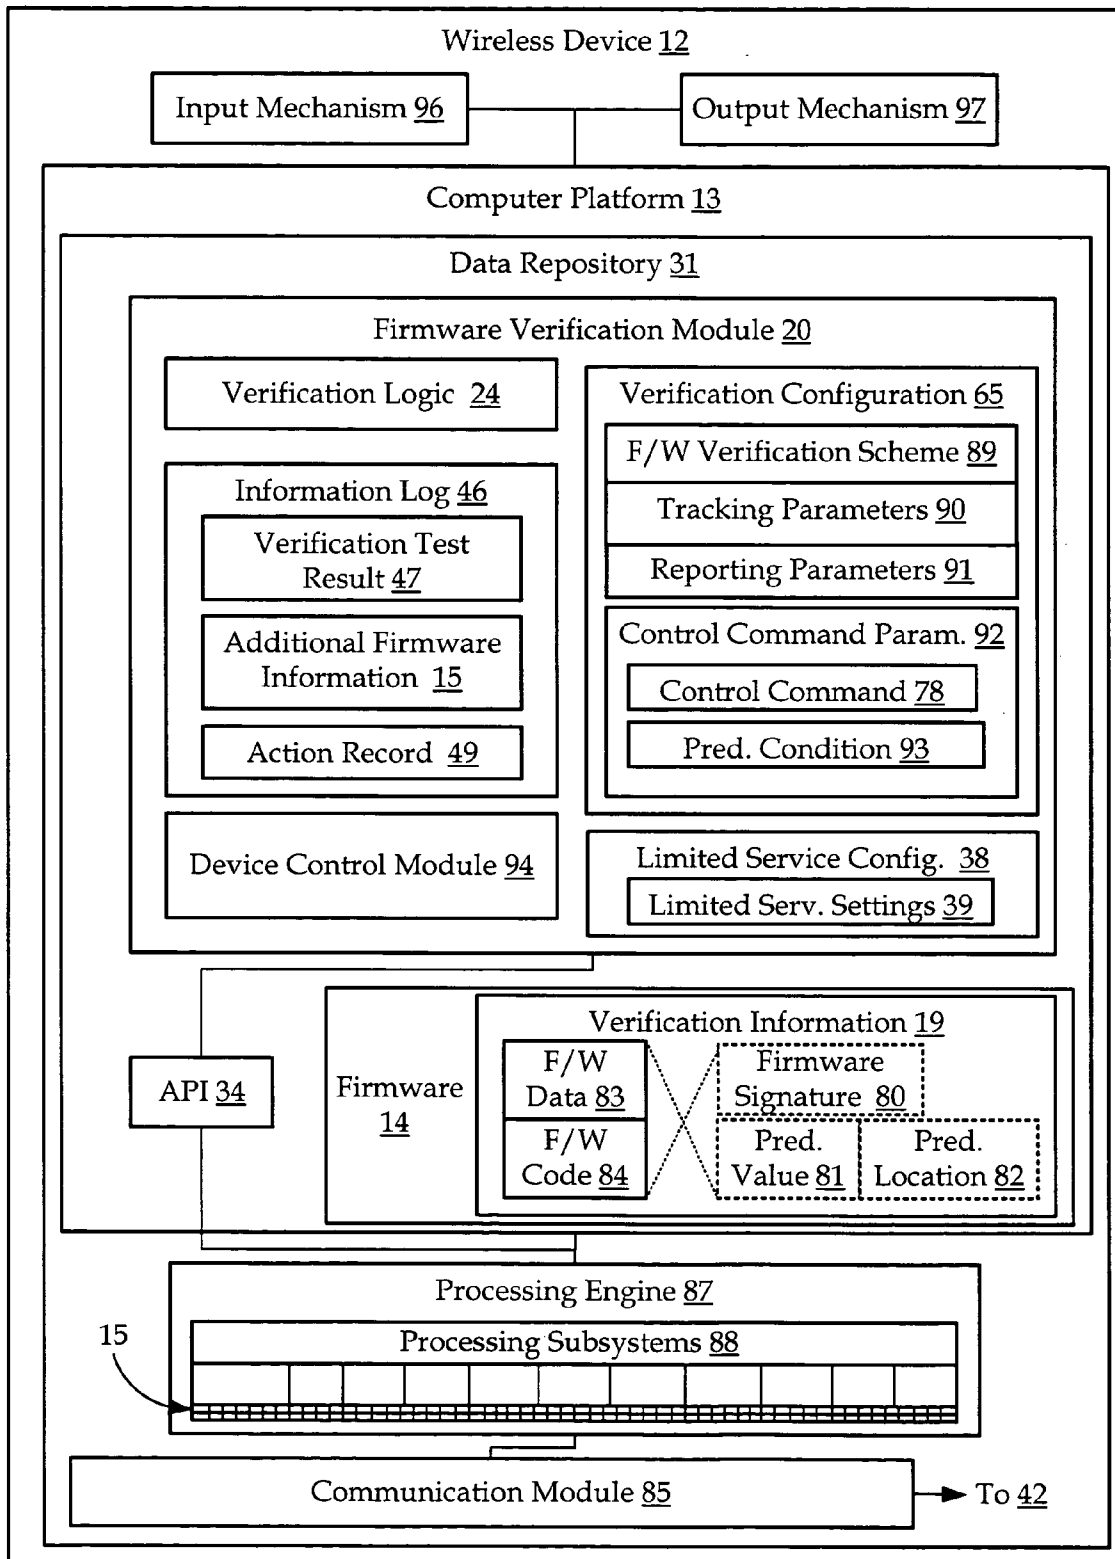 Wireless Device 12
Input Mechanism 96
Output Mechanism 97
Computer Platform 13
Data Repository 31
Firmware Verification Module 20
Verification Logic 24
Information Log 46
Verification Test
Result 47
Additional Firmware
Information 15
Action Record 49
Device Control Module 94
Verification Configuration 65
F/W Verification Scheme 89
Tracking Parameters 90
Reporting Parameters 91
Control Command Param. 92
Control Command 78
Pred. Condition 93
Limited Service Config. 38
Limited Serv. Settings 39
API 34
Firmware
14
Verification Information 19
F/W
Data 83
F/W
Code 84
Firmware
Signature 80
Pred.
Value 81
Pred.
Location 82
Processing Engine 87
Processing Subsystems 88
15
Communication Module 85
To 42